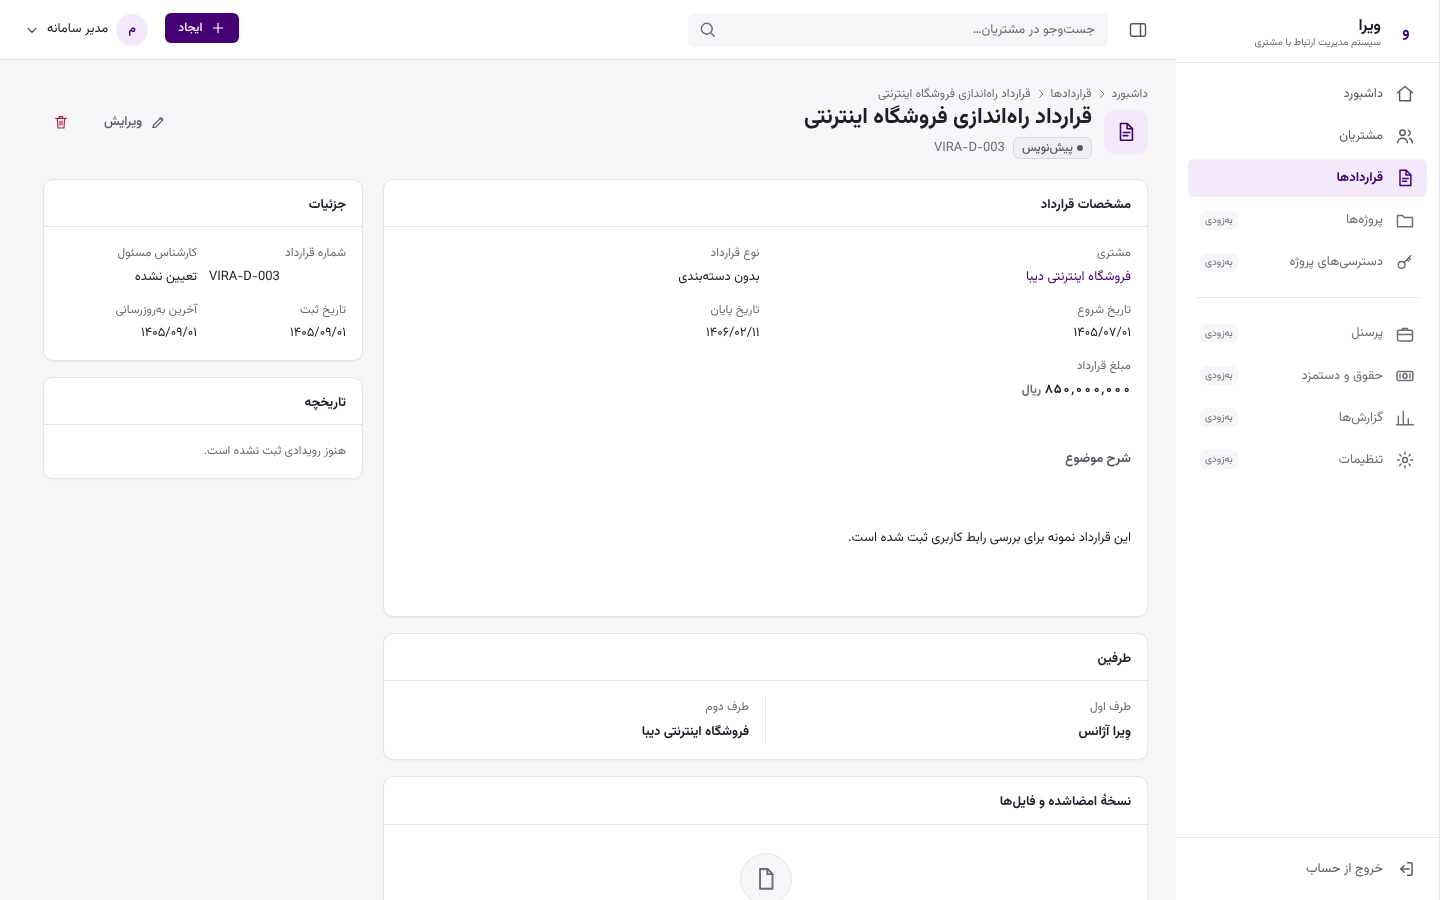 و
ویرا
سیستم مدیریت ارتباط با مشتری
داشبورد
مشتریان
قراردادها
پروژه‌ها
به‌زودی
دسترسی‌های پروژه
به‌زودی
پرسنل
به‌زودی
حقوق و دستمزد
به‌زودی
گزارش‌ها
به‌زودی
تنظیمات
به‌زودی
خروج از حساب
جست‌وجو در مشتریان...
ایجاد
م
مدیر سامانه
داشبورد
قراردادها
قرارداد راه‌اندازی فروشگاه اینترنتی
قرارداد راه‌اندازی فروشگاه اینترنتی
پیش‌نویس
VIRA-D-003
ویرایش
مشخصات قرارداد
مشتری
فروشگاه اینترنتی دیبا
نوع قرارداد
بدون دسته‌بندی
تاریخ شروع
۱۴۰۵/۰۷/۰۱
تاریخ پایان
۱۴۰۶/۰۲/۱۱
مبلغ قرارداد
۸۵۰,۰۰۰,۰۰۰ ریال
شرح موضوع
این قرارداد نمونه برای بررسی رابط کاربری ثبت شده است.
طرفین
طرف اول
ویرا آژانس
طرف دوم
فروشگاه اینترنتی دیبا
نسخهٔ امضاشده و فایل‌ها
جزئیات
شماره قرارداد
VIRA-D-003
کارشناس مسئول
تعیین نشده
تاریخ ثبت
۱۴۰۵/۰۹/۰۱
آخرین به‌روزرسانی
۱۴۰۵/۰۹/۰۱
تاریخچه
هنوز رویدادی ثبت نشده است.